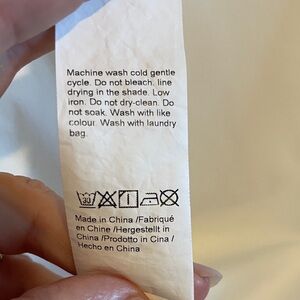 Machine wash cold gentle
cycle. Do not bleach, line
drying in the shade. Low
iron. Do not dry-clean. Do
not soak. Wash with like
colour. Wash with laundry
bag.
30
Made in China /Fabriqué
en Chine /Hergestellt in
China /Prodotto in Cina /
Hecho en China